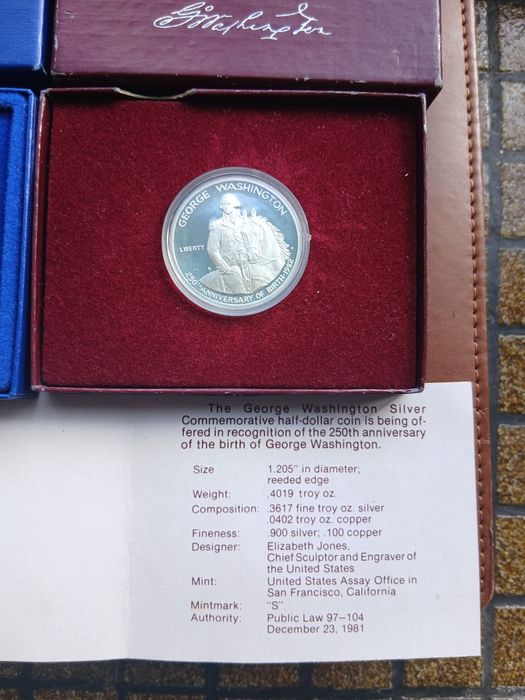 G Washington
GEORGE WASHINGTON
LIBERTY
S
250TH ANNIVERSARY OF BIRTH·1982
The George Washington Silver
Commemorative half-dollar coin is being of-
fered in recognition of the 250th anniversary
of the birth of George Washington.
Size 1.205" in diameter;
reeded edge
Weight: .4019 troy oz.
Composition: .3617 fine troy oz. silver
.0402 troy oz. copper
Fineness: .900 silver; .100 copper
Designer: Elizabeth Jones,
Chief Sculptor and Engraver of
the United States
Mint: United States Assay Office in
San Francisco, California
Mintmark: "S"
Authority: Public Law 97–104
December 23, 1981